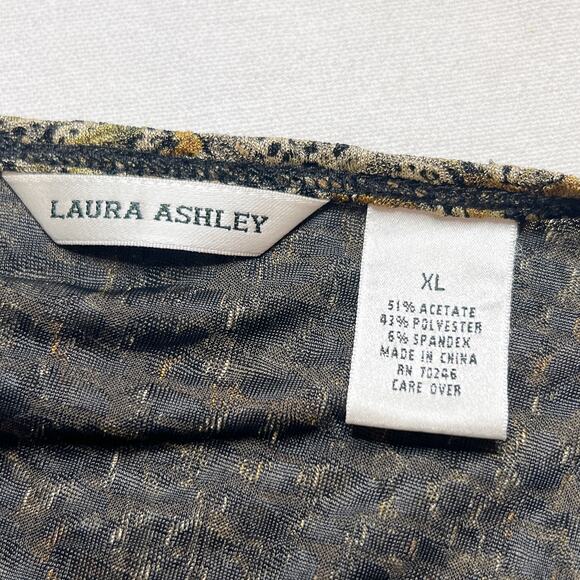 LAURA ASHLEY
XL
51% ACETATE
43% POLYESTER
6% SPANDEX
MADE IN CHINA
RN 70246
CARE OVER